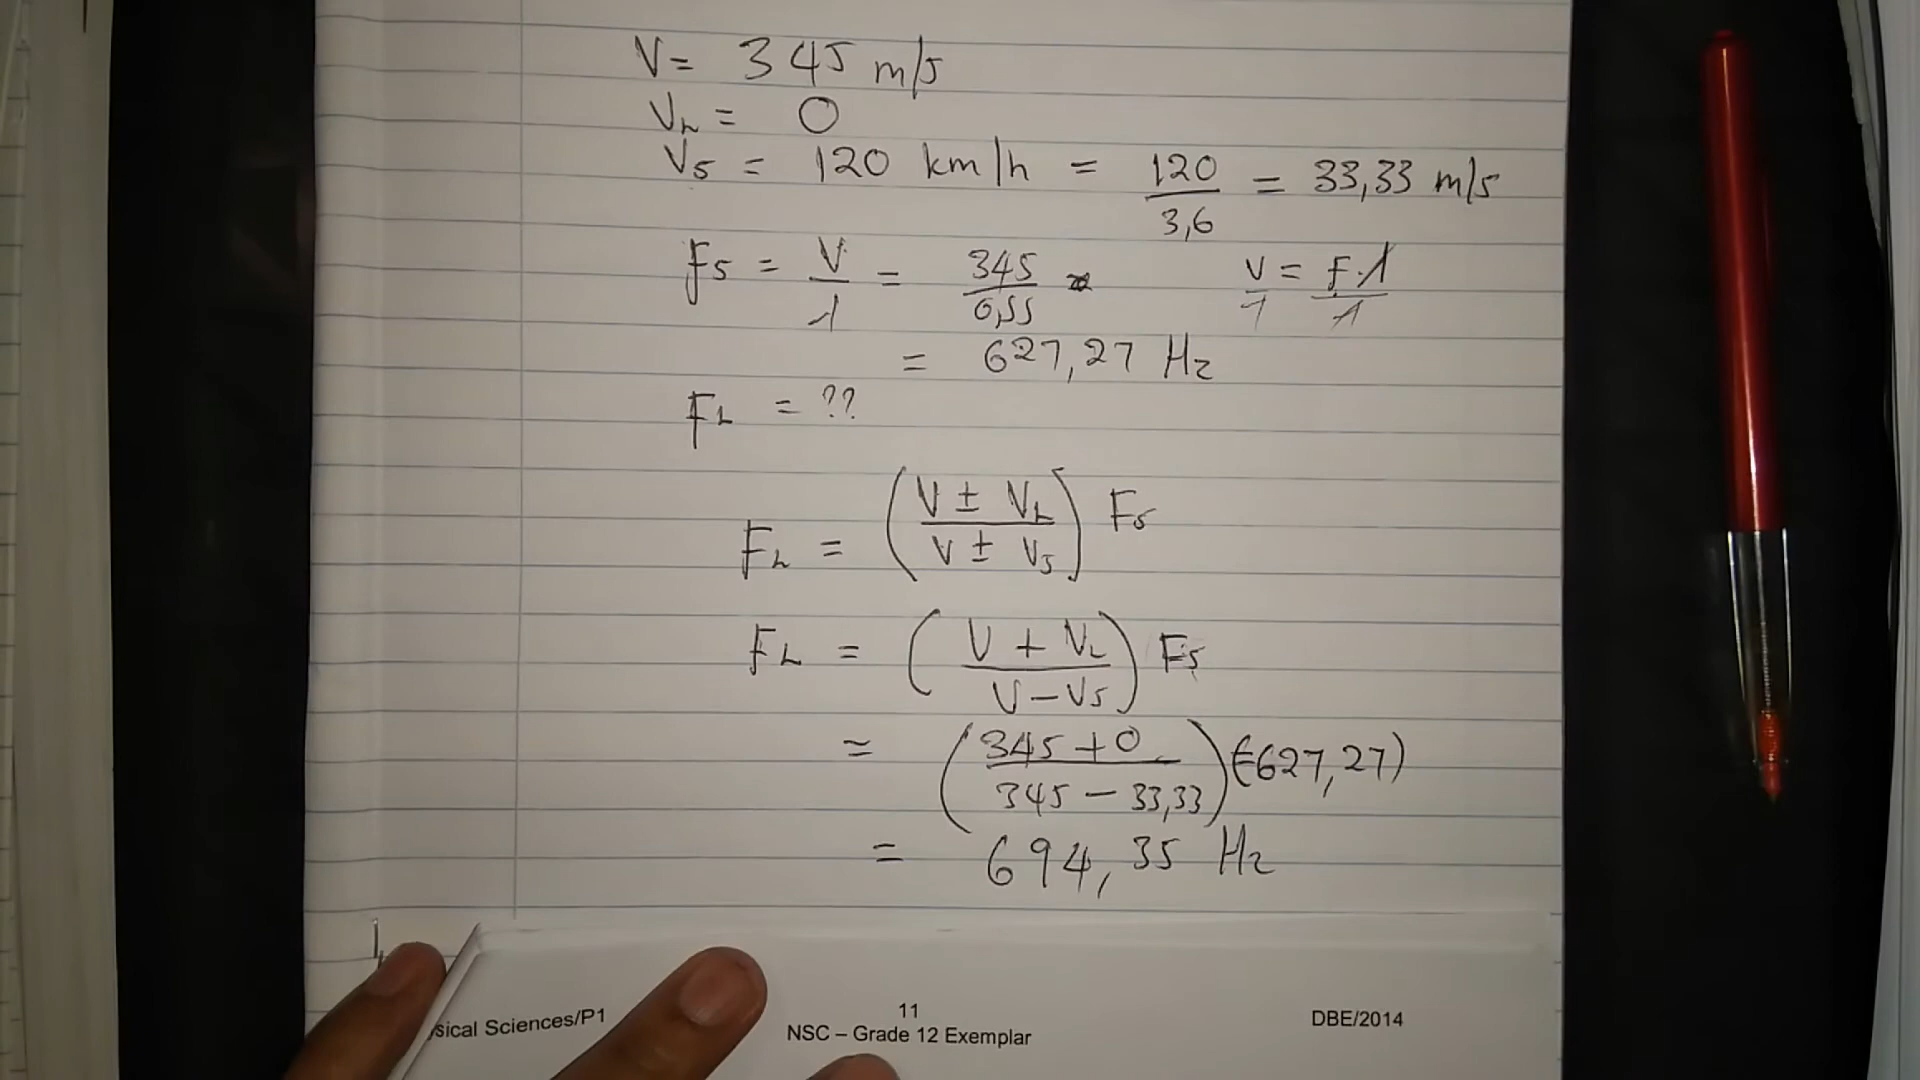 V = 345 m/s
VL = 0
Vs = 120 km/h = 120/3,6 = 33,33 m/s
Fs = V/λ = 345/0,55
V/λ = F·λ/λ
= 627,27 Hz
FL = ??
FL = (V ± VL / V ± Vs) Fs
FL = (V + VL / V - Vs) Fs
= (345 + 0 / 345 - 33,33)(627,27)
= 694,35 Hz
sical Sciences/P1
11
NSC – Grade 12 Exemplar
DBE/2014